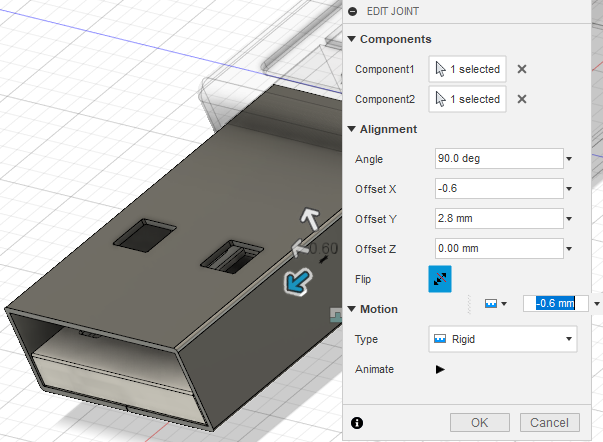 EDIT JOINT
Components
Component1 1 selected
Component2 1 selected
Alignment
Angle 90.0 deg
Offset X -0.6
Offset Y 2.8 mm
0.60
Offset Z 0.00 mm
Flip
Motion -0.6 mm
Type Rigid
Animate
OK Cancel